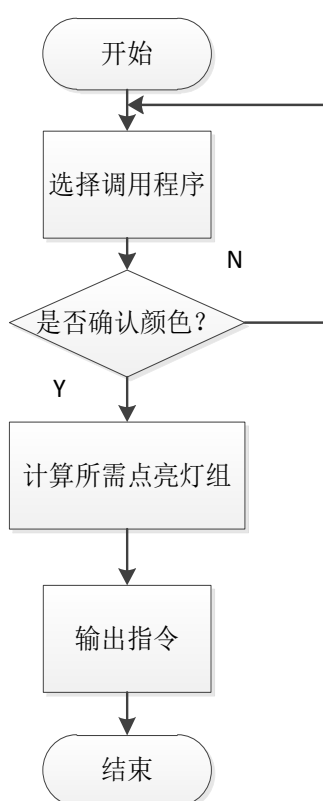 开始
选择调用程序
N
是否确认颜色？
Y
计算所需点亮灯组
输出指令
结束